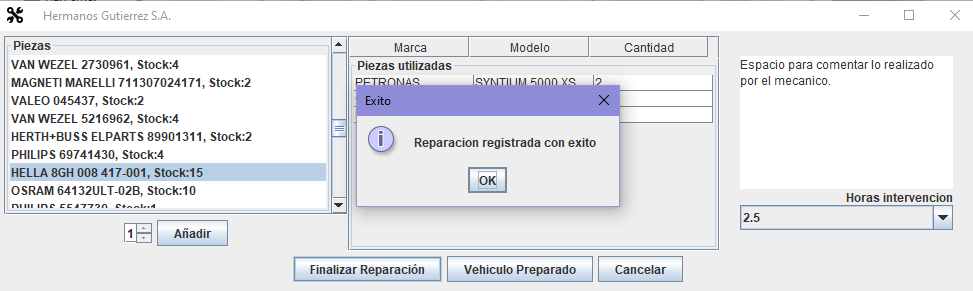 Hermanos Gutierrez S.A.
Piezas
VAN WEZEL 2730961, Stock:4
MAGNETI MARELLI 711307024171, Stock:2
VALEO 045437, Stock:2
VAN WEZEL 5216962, Stock:4
HERTH+BUSS ELPARTS 89901311, Stock:2
PHILIPS 69741430, Stock:4
HELLA 8GH 008 417-001, Stock:15
OSRAM 64132ULT-02B, Stock:10
PHILIPS 5547730, Stock:1
1
Añadir
Marca Modelo Cantidad
Piezas utilizadas
PETRONAS SYNTIUM 5000 XS 2
Exito
Reparacion registrada con exito
OK
Espacio para comentar lo realizado
por el mecanico.
Horas intervencion
2.5
Finalizar Reparación Vehiculo Preparado Cancelar